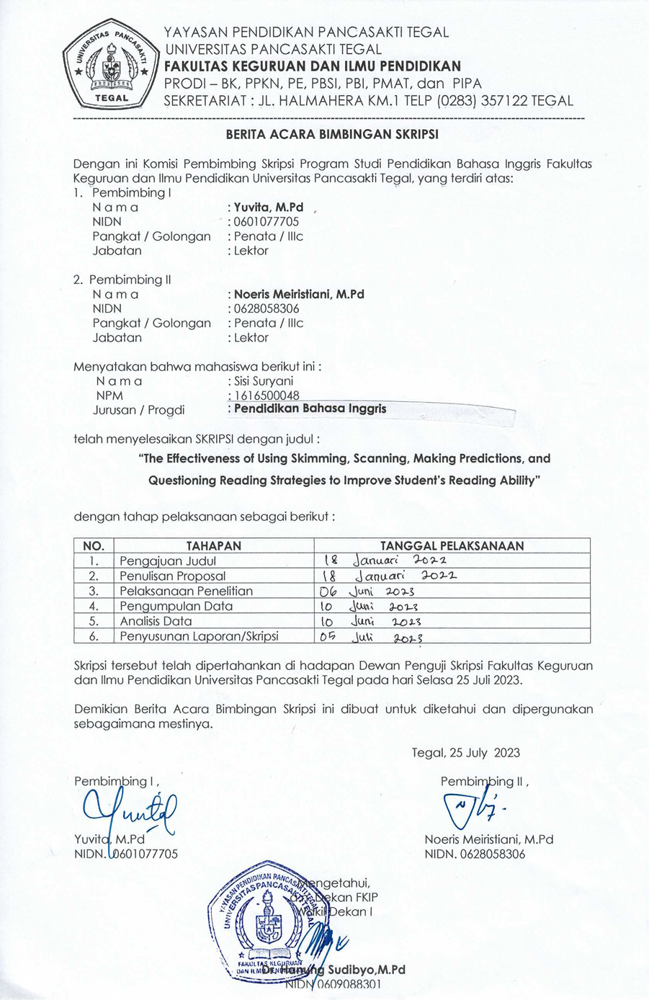 UNIVERSITAS PANCASAKTI
TEGAL
YAYASAN PENDIDIKAN PANCASAKTI TEGAL
UNIVERSITAS PANCASAKTI TEGAL
FAKULTAS KEGURUAN DAN ILMU PENDIDIKAN
PRODI – BK, PPKN, PE, PBSI, PBI, PMAT, dan PIPA
SEKRETARIAT : JL. HALMAHERA KM.1 TELP (0283) 357122 TEGAL
BERITA ACARA BIMBINGAN SKRIPSI
Dengan ini Komisi Pembimbing Skripsi Program Studi Pendidikan Bahasa Inggris Fakultas
Keguruan dan Ilmu Pendidikan Universitas Pancasakti Tegal, yang terdiri atas:
1. Pembimbing I
N a m a : Yuvita, M.Pd
NIDN : 0601077705
Pangkat / Golongan : Penata / IIIc
Jabatan : Lektor
2. Pembimbing II
N a m a : Noeris Meiristiani, M.Pd
NIDN : 0628058306
Pangkat / Golongan : Penata / IIIc
Jabatan : Lektor
Menyatakan bahwa mahasiswa berikut ini :
N a m a : Sisi Suryani
NPM : 1616500048
Jurusan / Progdi : Pendidikan Bahasa Inggris
telah menyelesaikan SKRIPSI dengan judul :
"The Effectiveness of Using Skimming, Scanning, Making Predictions, and
Questioning Reading Strategies to Improve Student's Reading Ability"
dengan tahap pelaksanaan sebagai berikut :
NO. TAHAPAN TANGGAL PELAKSANAAN
1. Pengajuan Judul 18 Januari 2022
2. Penulisan Proposal 18 Januari 2022
3. Pelaksanaan Penelitian 06 Juni 2023
4. Pengumpulan Data 10 Juni 2023
5. Analisis Data 10 Juni 2023
6. Penyusunan Laporan/Skripsi 05 Juli 2023
Skripsi tersebut telah dipertahankan di hadapan Dewan Penguji Skripsi Fakultas Keguruan
dan Ilmu Pendidikan Universitas Pancasakti Tegal pada hari Selasa 25 Juli 2023.
Demikian Berita Acara Bimbingan Skripsi ini dibuat untuk diketahui dan dipergunakan
sebagaimana mestinya.
Tegal, 25 July 2023
Pembimbing I , Pembimbing II ,
Yuvita, M.Pd Noeris Meiristiani, M.Pd
NIDN. 0601077705 NIDN. 0628058306
YAYASAN PENDIDIKAN PANCASAKTI TEGAL
UNIVERSITAS PANCASAKTI TEGAL
FAKULTAS KEGURUAN
DAN ILMU PENDIDIKAN
Mengetahui,
Dekan FKIP
Wakil Dekan I
Dr. Hanung Sudibyo,M.Pd
NIDN 0609088301